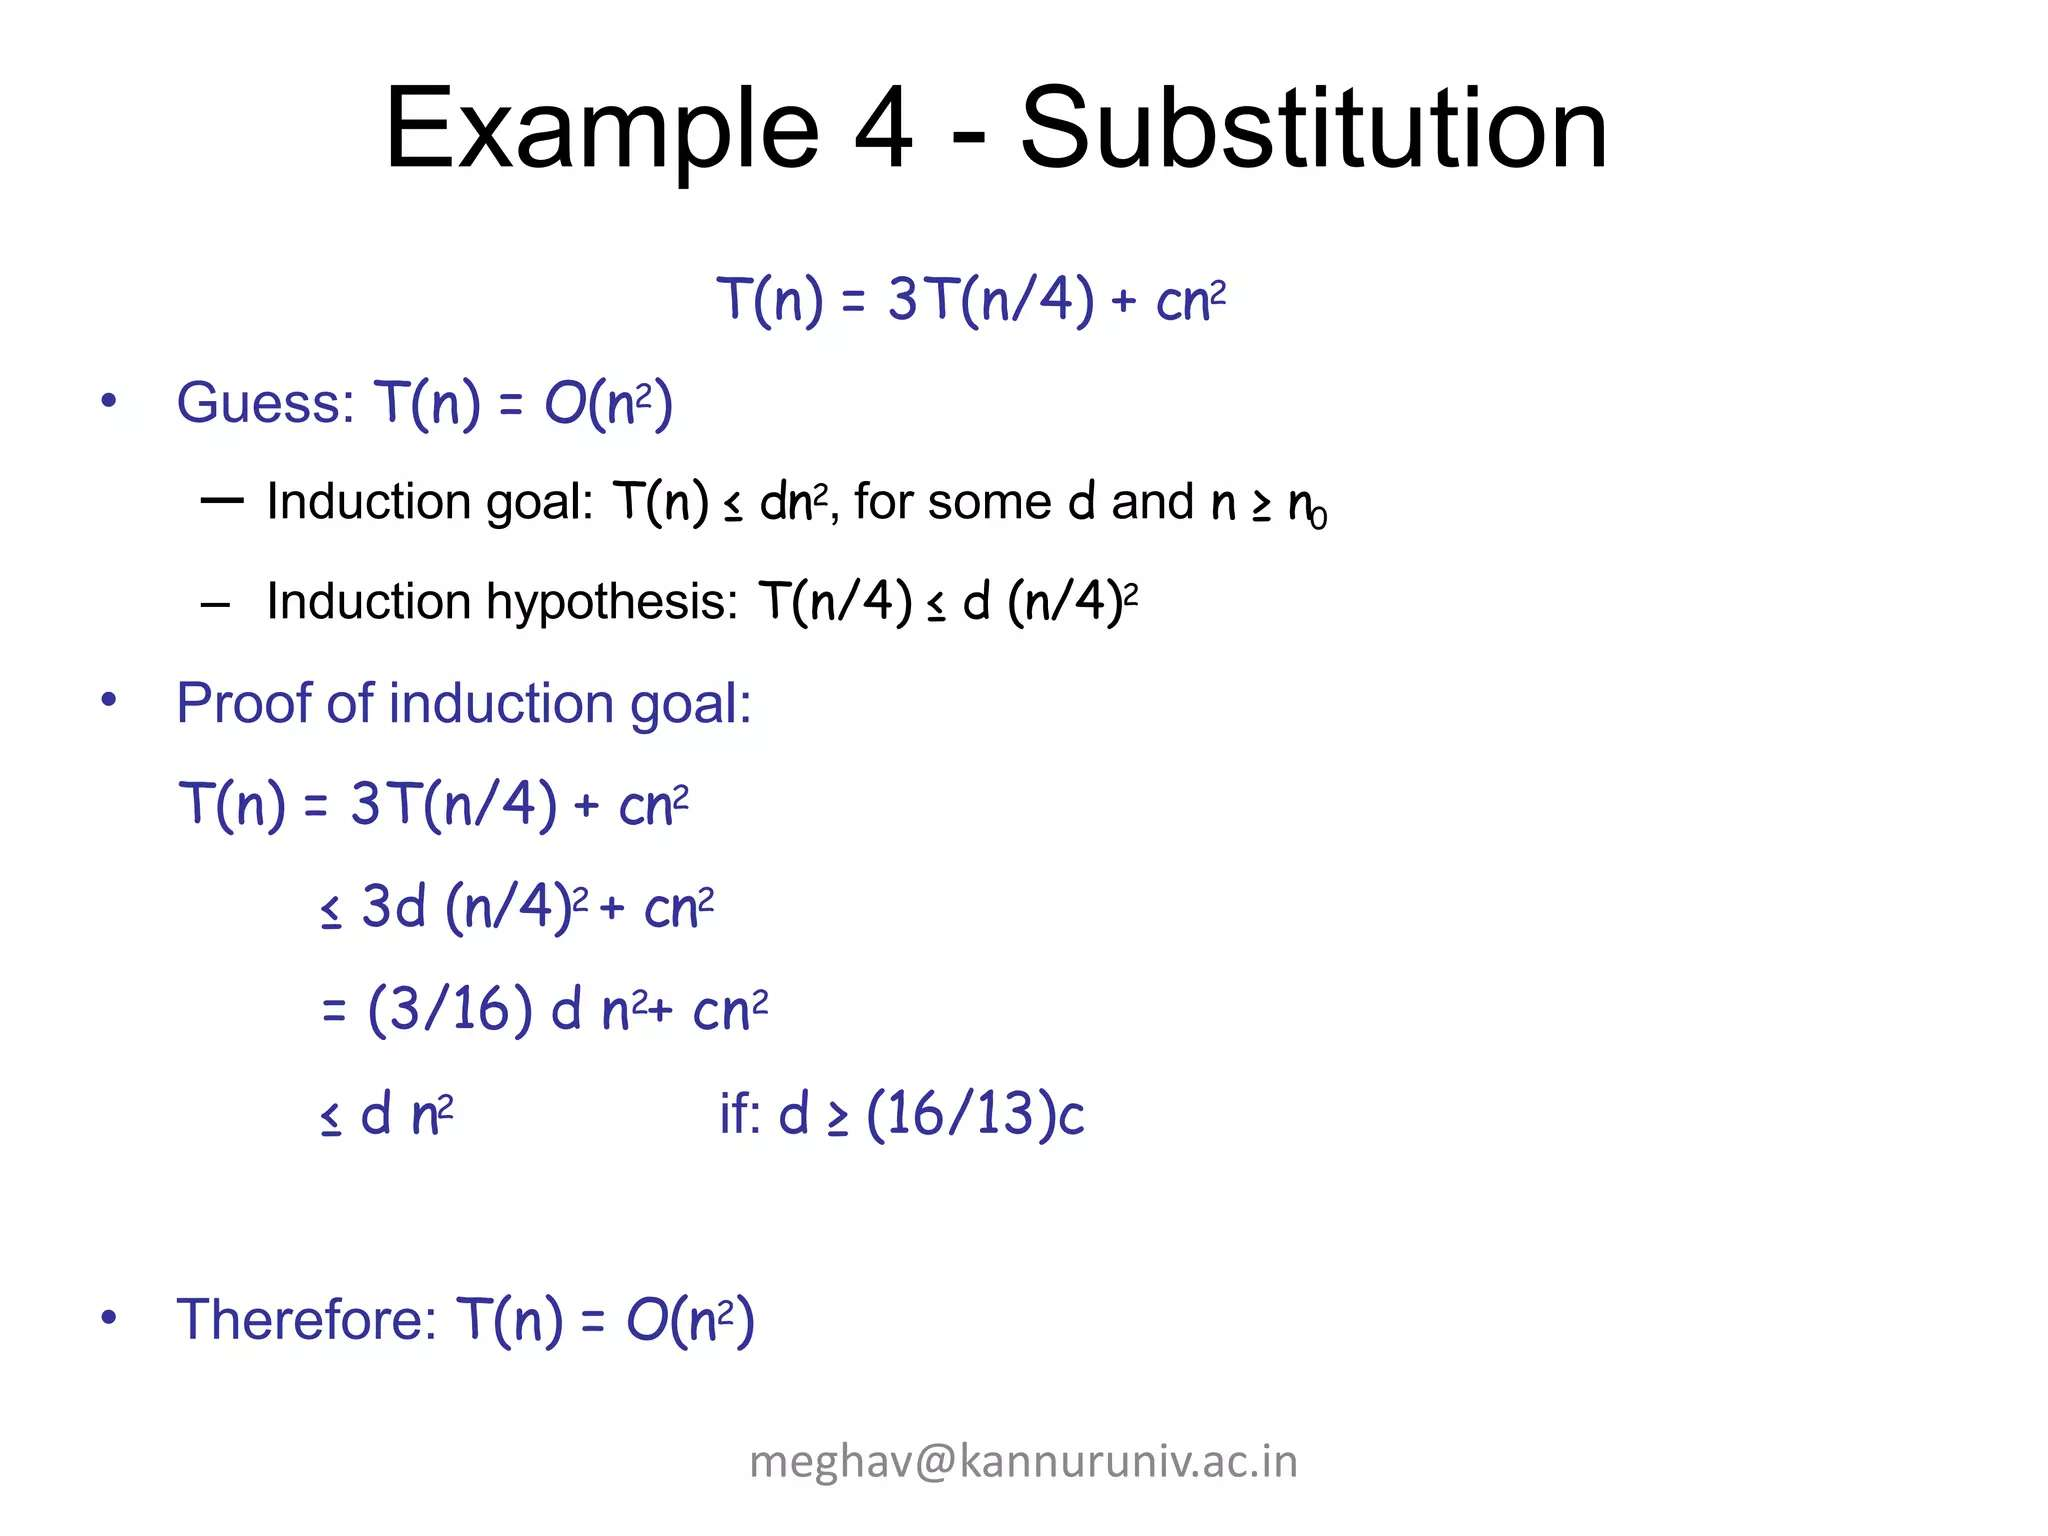 Example 4 - Substitution
T(n) = 3T(n/4) + cn²
• Guess: T(n) = O(n²)
– Induction goal: T(n) ≤ dn², for some d and n ≥ n₀
– Induction hypothesis: T(n/4) ≤ d (n/4)²
• Proof of induction goal:
T(n) = 3T(n/4) + cn²
≤ 3d (n/4)² + cn²
= (3/16) d n²+ cn²
≤ d n² if: d ≥ (16/13)c
• Therefore: T(n) = O(n²)
meghav@kannuruniv.ac.in